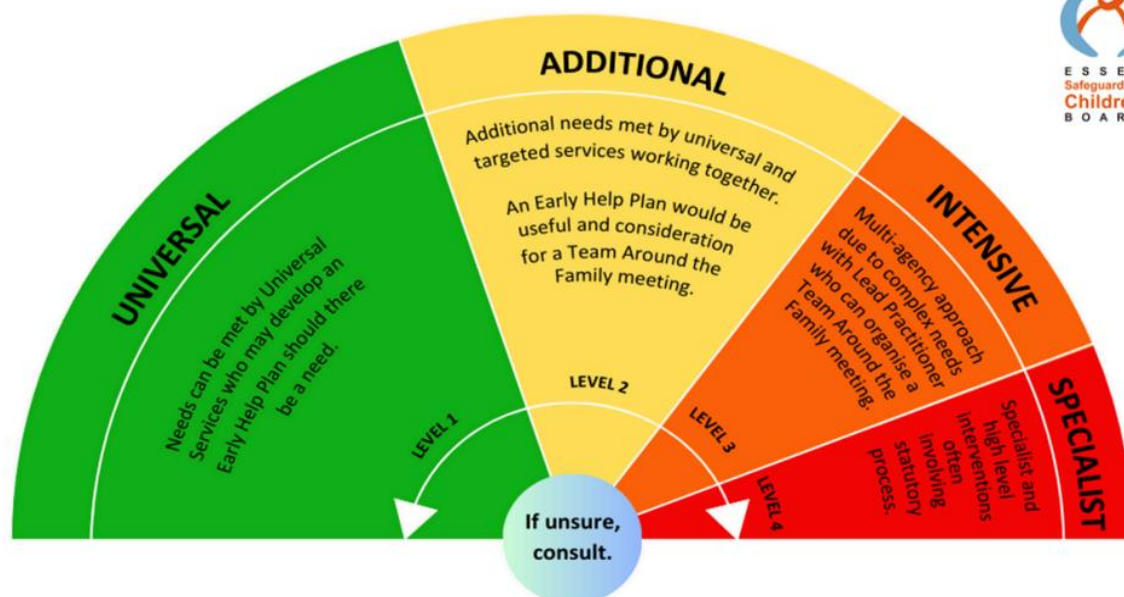 UNIVERSAL
Needs can be met by Universal
Services who may develop an
Early Help Plan should there
be a need.
LEVEL 1
ADDITIONAL
Additional needs met by universal and
targeted services working together.
An Early Help Plan would be
useful and consideration
for a Team Around the
Family meeting.
LEVEL 2
INTENSIVE
Multi-agency approach
due to complex needs
with Lead Practitioner
who can organise a
Team Around the
Family meeting.
LEVEL 3
SPECIALIST
Specialist and
high level
interventions
often
involving
statutory
process.
LEVEL 4
If unsure,
consult.
BOAR